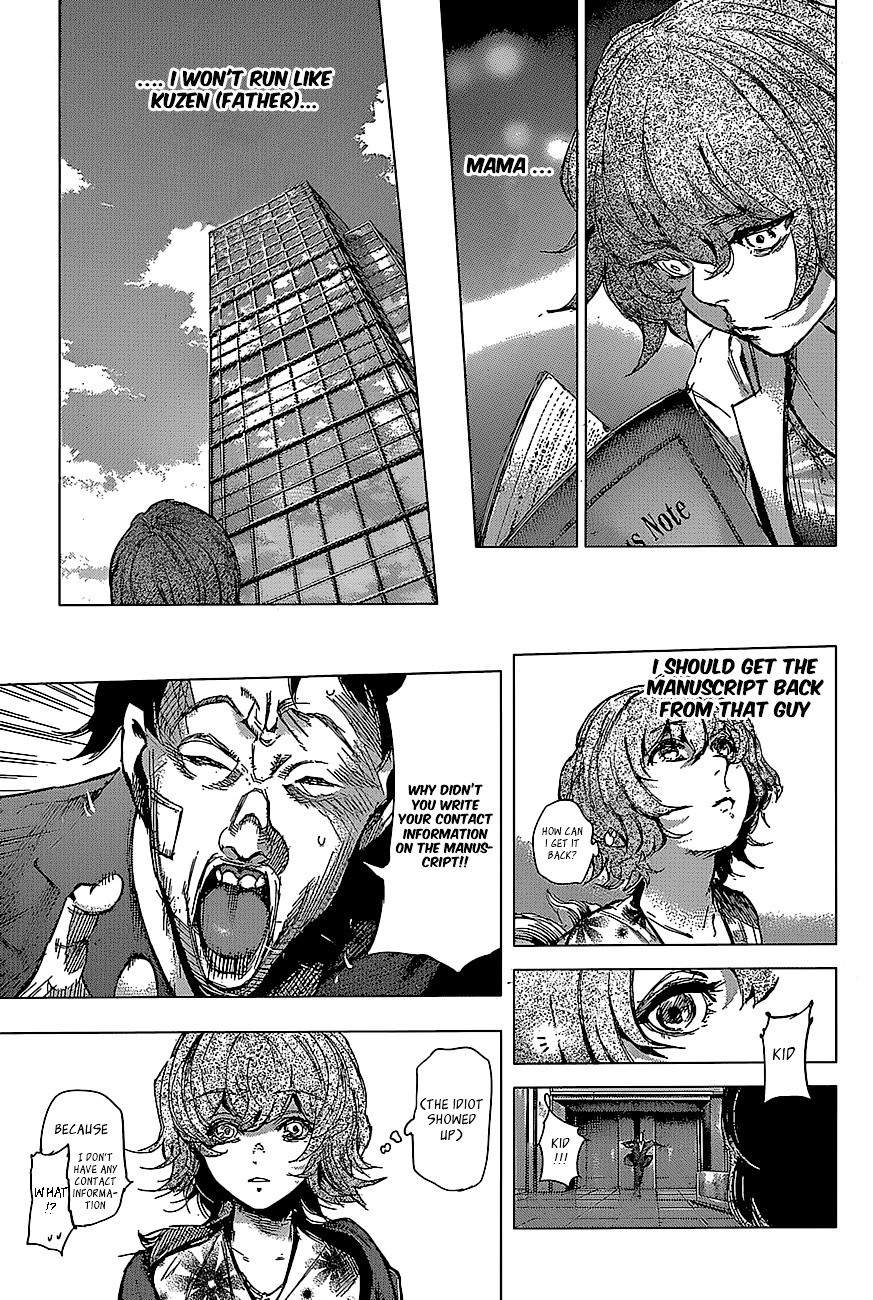 MAMA ...
s Note
.... I WON'T RUN LIKE
KUZEN (FATHER)...
I SHOULD GET THE
MANUSCRIPT BACK
FROM THAT GUY
HOW CAN
I GET IT
BACK?
KID
KID
!!!
WHY DIDN'T
YOU WRITE
YOUR CONTACT
INFORMATION
ON THE MANUS-
SCRIPT!!
(THE IDIOT
SHOWED
UP)
BECAUSE
I DON'T
HAVE ANY
CONTACT
INFORMA-
TION
WHAT
!?